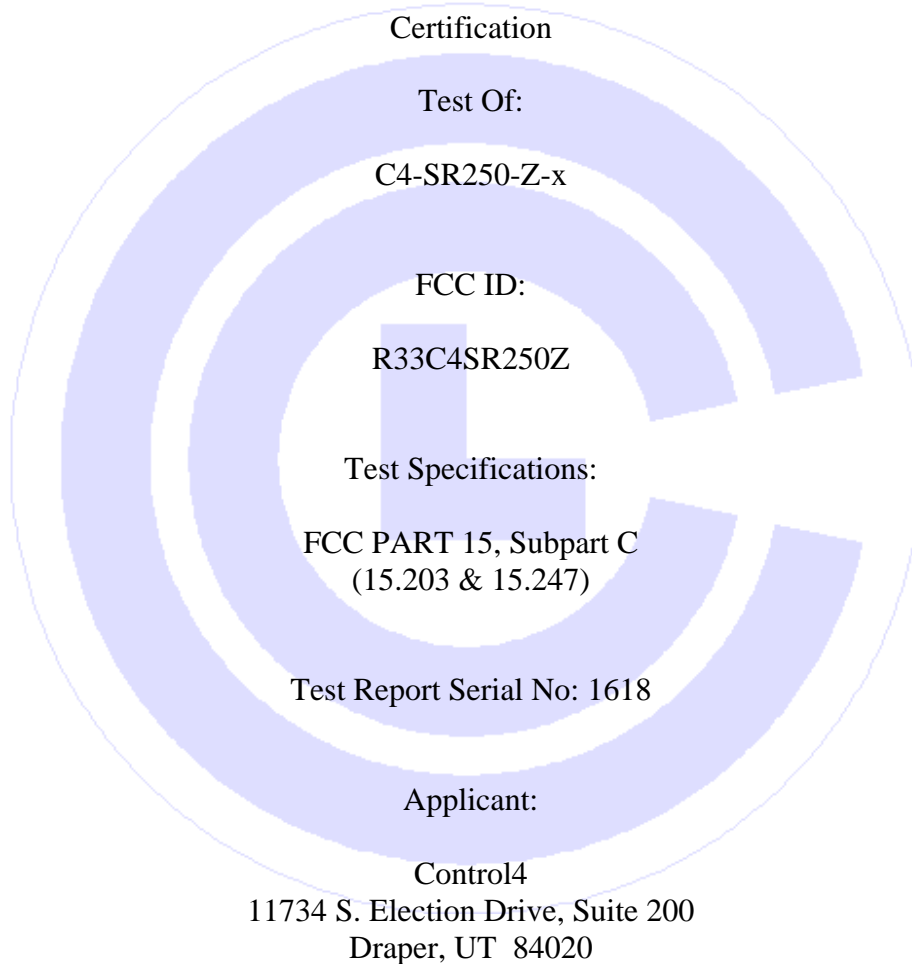 Certification
Test Of:
C4-SR250-Z-x
FCC ID:
R33C4SR250Z
Test Specifications:
FCC PART 15, Subpart C
(15.203 & 15.247)
Test Report Serial No: 1618
Applicant:
Control4
11734 S. Election Drive, Suite 200
Draper, UT  84020